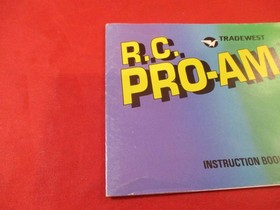 TRADEWEST
R.C.
PRO-AM
INSTRUCTION BOO